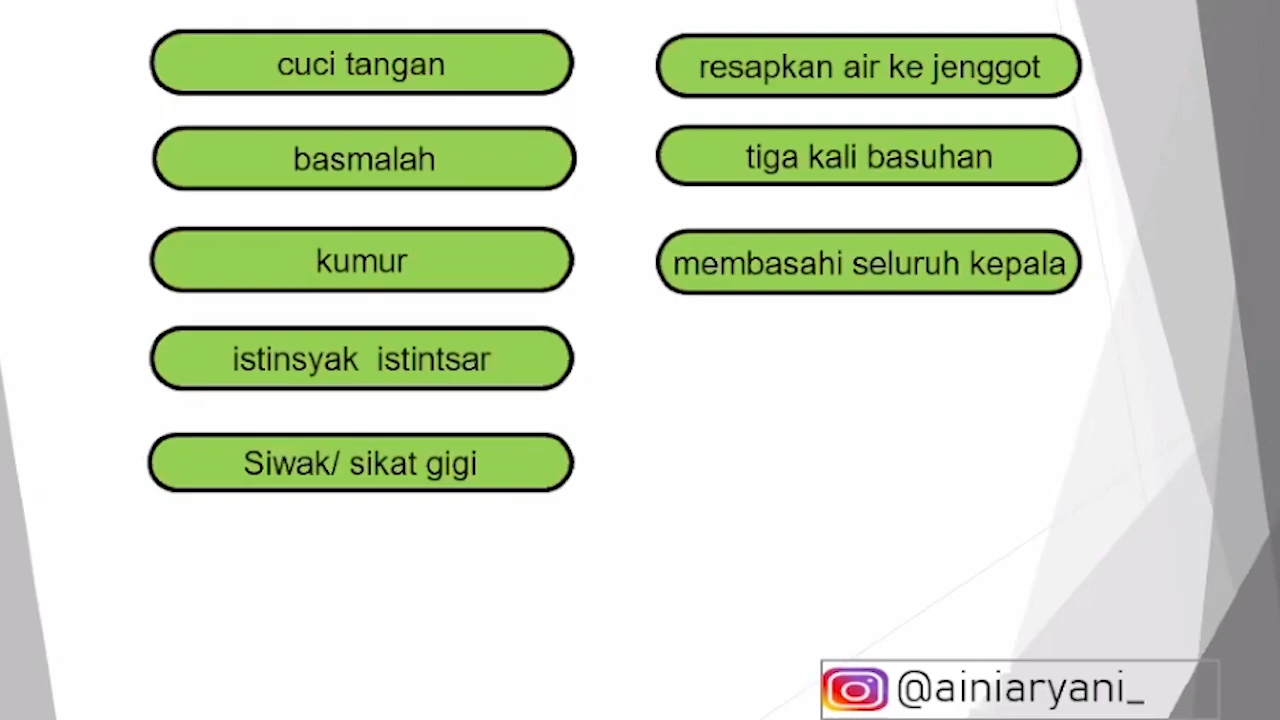 cuci tangan
basmalah
kumur
istinsyak  istintsar
Siwak/ sikat gigi
resapkan air ke jenggot
tiga kali basuhan
membasahi seluruh kepala
@ainiaryani_